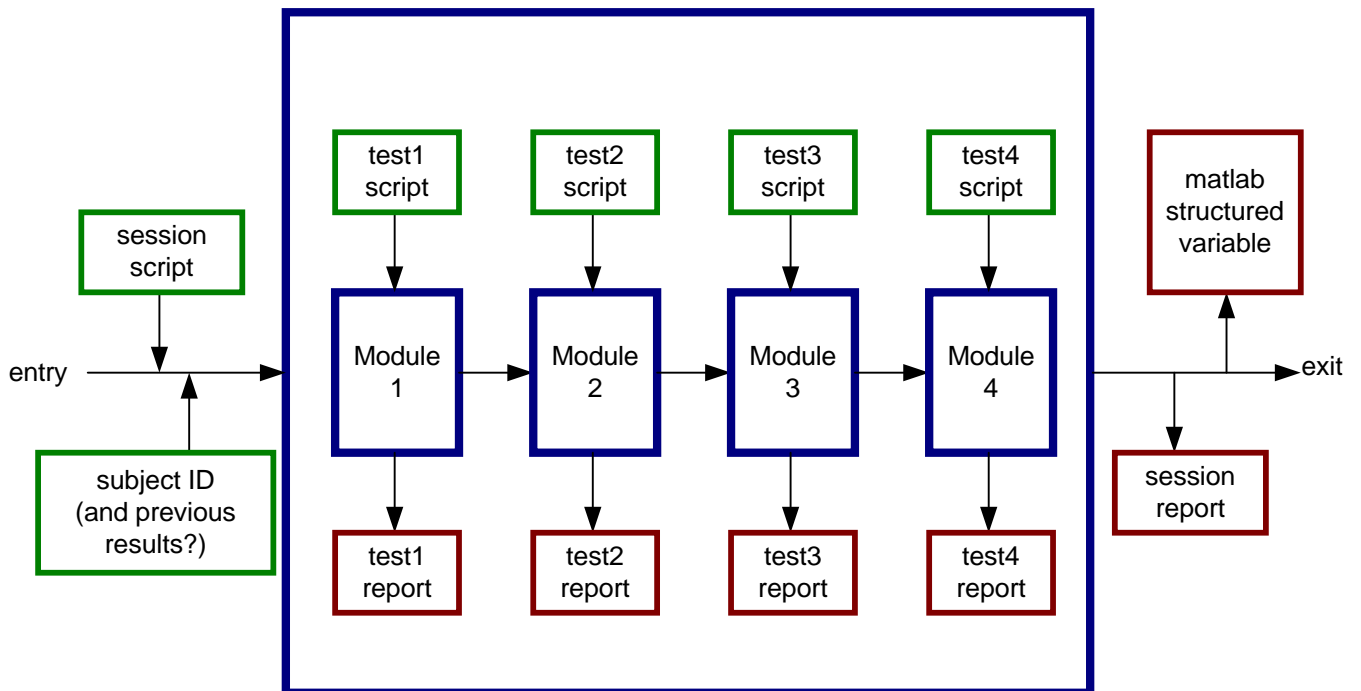 test1
script
test2
script
test3
script
test4
script
matlab
structured
variable
session
script
entry
Module
1
Module
2
Module
3
Module
4
exit
subject ID
(and previous
results?)
session
report
test1
report
test2
report
test3
report
test4
report